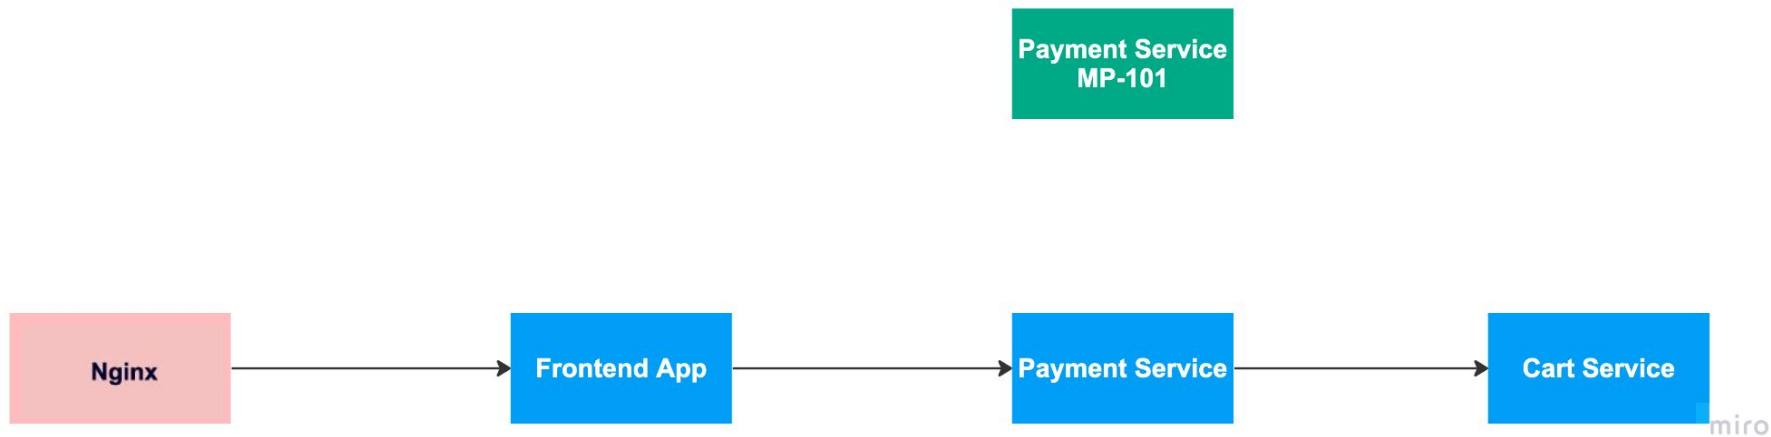 Payment Service
MP-101
Nginx
Frontend App
Payment Service
Cart Service
miro